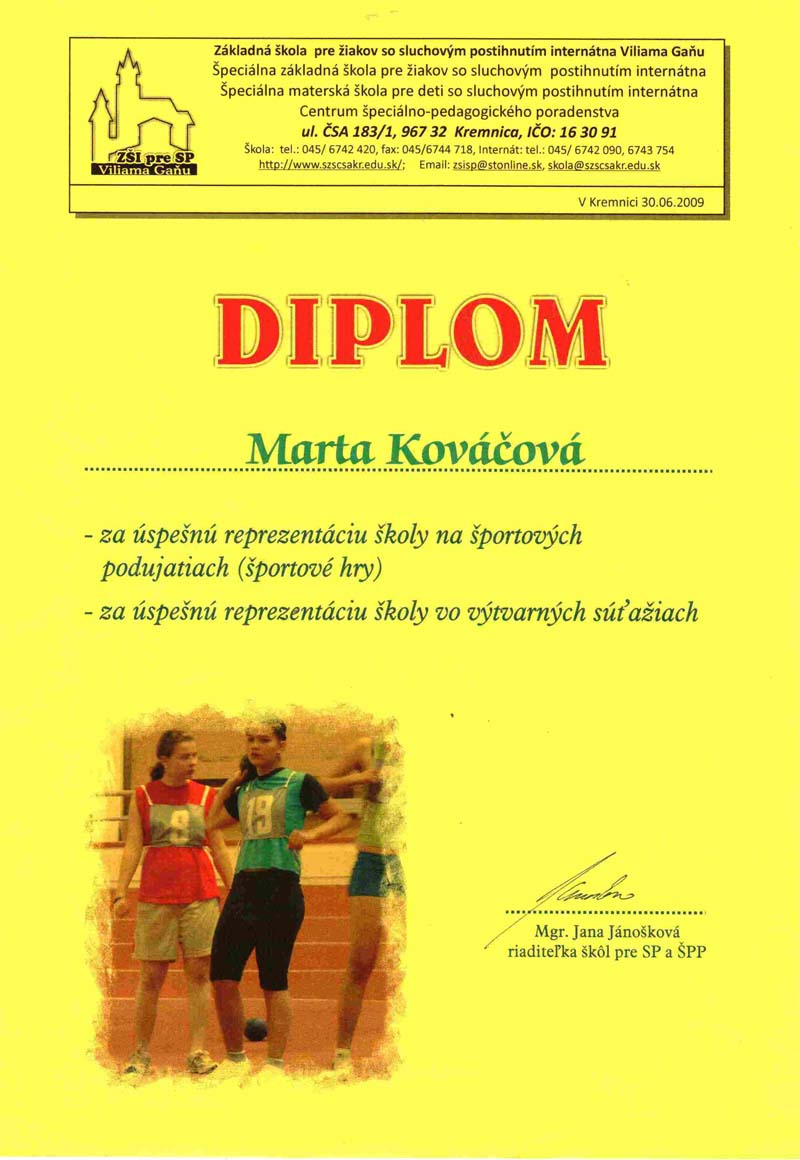 Základná škola pre žiakov so sluchovým postihnutím internátna Viliama Gaňu
Špeciálna základná škola pre žiakov so sluchovým postihnutím internátna
Špeciálna materská škola pre deti so sluchovým postihnutím internátna
Centrum špeciálno-pedagogického poradenstva
ul. ČSA 183/1, 967 32 Kremnica, IČO: 16 30 91
Škola: tel.: 045/ 6742 420, fax: 045/6744 718, Internát: tel.: 045/ 6742 090, 6743 754
http://www.szscsakr.edu.sk/; Email: zsisp@stonline.sk, skola@szscsakr.edu.sk
ZŠI pre SP
Viliama Gaňu
V Kremnici 30.06.2009
DIPLOM
Marta Kováčová
- za úspešnú reprezentáciu školy na športových
podujatiach (športové hry)
- za úspešnú reprezentáciu školy vo výtvarných súťažiach
9
19
Mgr. Jana Jánošková
riaditeľka škôl pre SP a ŠPP